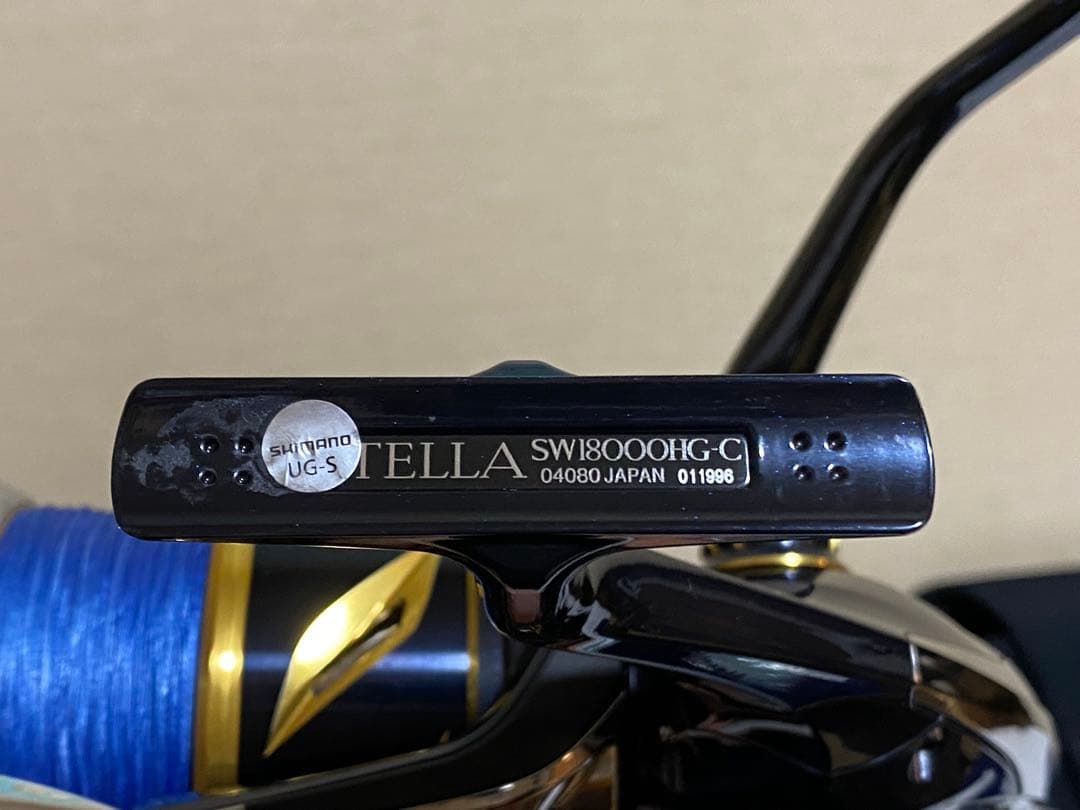 SHIMANO
UG-S
TELLA
SW18000HG-C
04080 JAPAN 011996